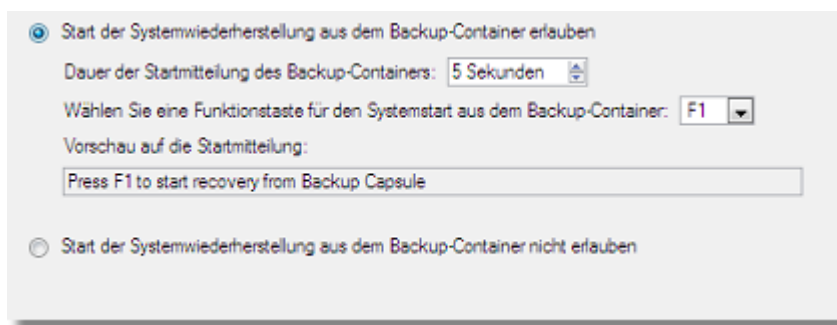 Start der Systemwiederherstellung aus dem Backup-Container erlauben
Dauer der Startmitteilung des Backup-Containers: 5 Sekunden
Wählen Sie eine Funktionstaste für den Systemstart aus dem Backup-Container: F1
Vorschau auf die Startmitteilung:
Press F1 to start recovery from Backup Capsule
Start der Systemwiederherstellung aus dem Backup-Container nicht erlauben